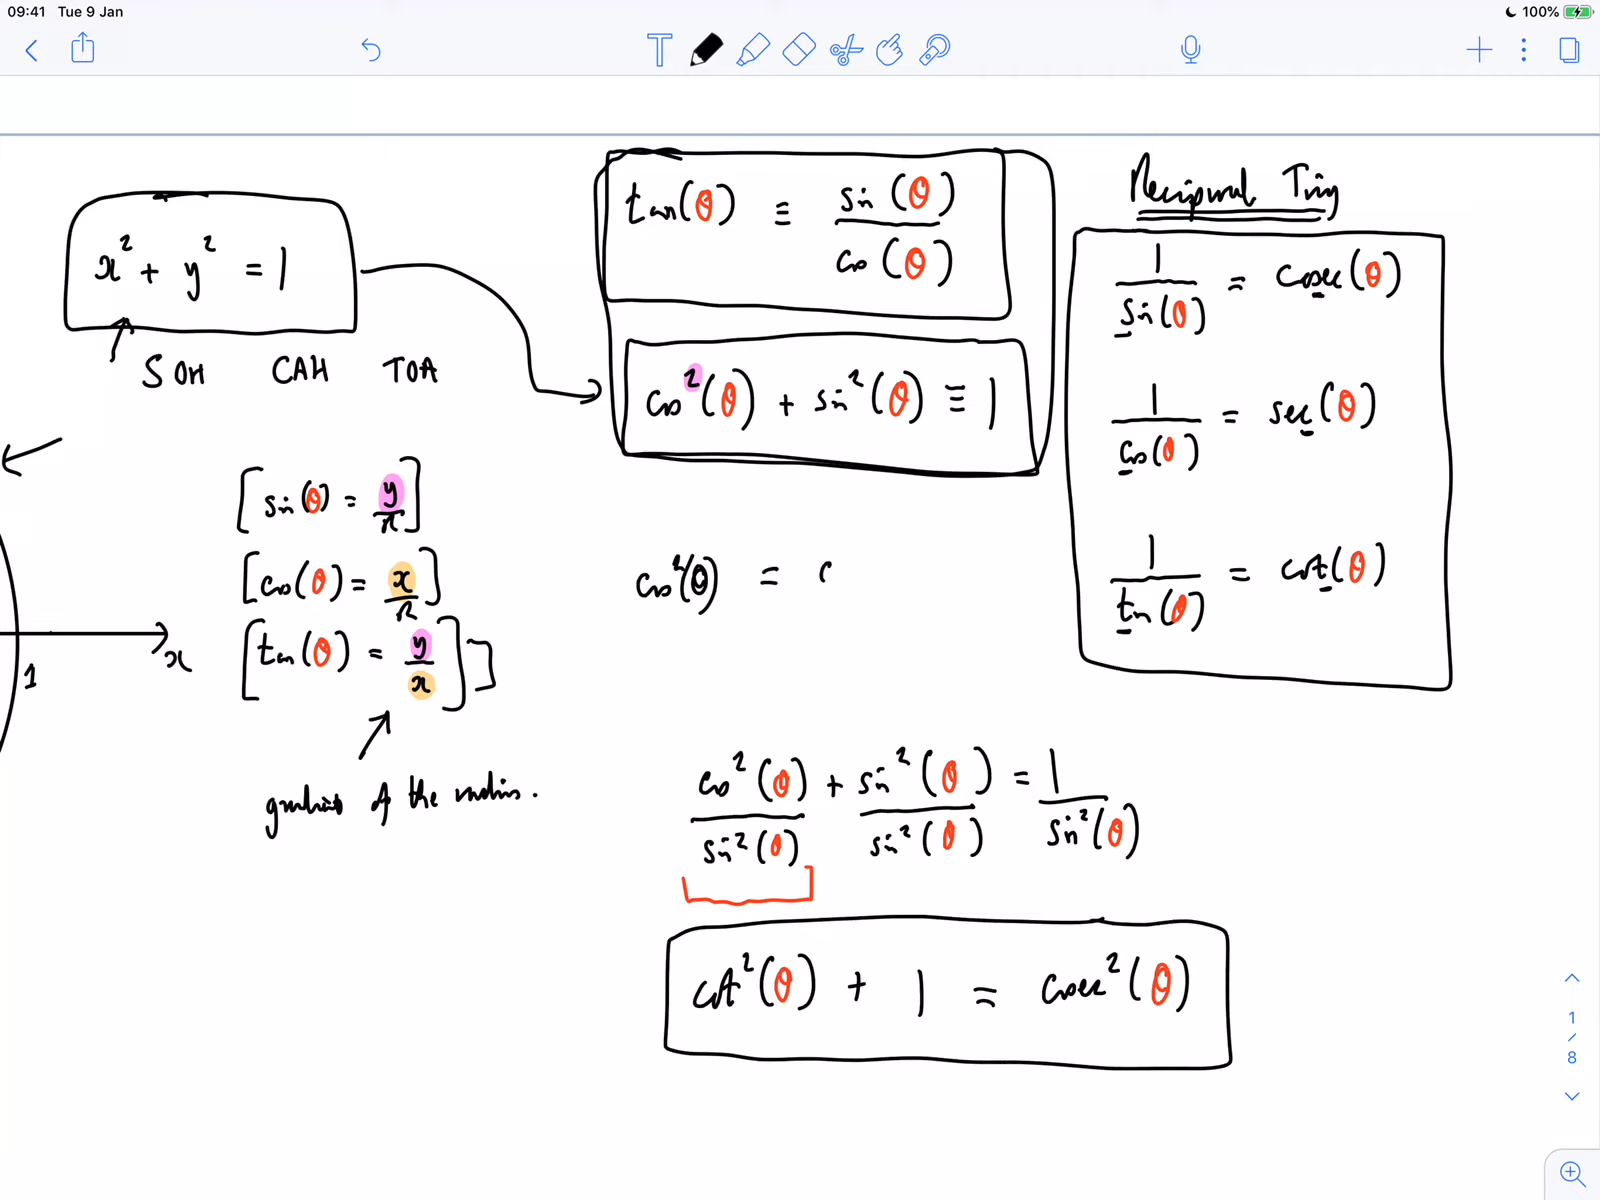 09:41 Tue 9 Jan
100%
T
x² + y² = 1
SOH CAH TOA
[sin(θ) = y/r]
[cos(θ) = x/r]
[tan(θ) = y/x]
x
1
of the radius.
tan(θ) ≡ sin(θ)/cos(θ)
cos²(θ) + sin²(θ) ≡ 1
cos²(θ) = (
cos²(θ)/sin²(θ) + sin²(θ)/sin²(θ) = 1/sin²(θ)
cot²(θ) + 1 = cosec²(θ)
Reciprocal Trig
1/sin(θ) = cosec(θ)
1/cos(θ) = sec(θ)
1/tan(θ) = cot(θ)
1
/
8